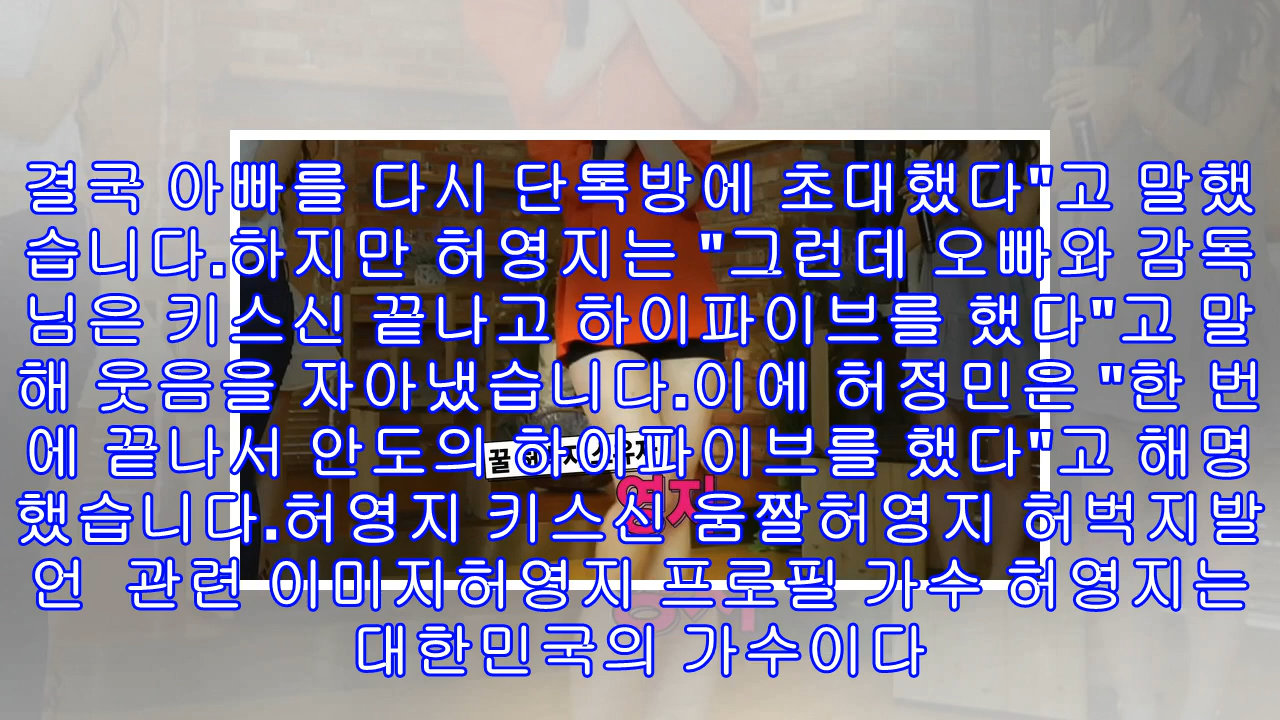 결국 아빠를 다시 단톡방에 초대했다"고 말했
습니다.하지만 허영지는 "그런데 오빠와 감독
님은 키스신 끝나고 하이파이브를 했다"고 말
해 웃음을 자아냈습니다.이에 허정민은 "한 번
에 끝나서 안도의 하이파이브를 했다"고 해명
했습니다.허영지 키스신 움짤허영지 허벅지발
언  관련 이미지허영지 프로필 가수 허영지는
대한민국의 가수이다
꿀
영지